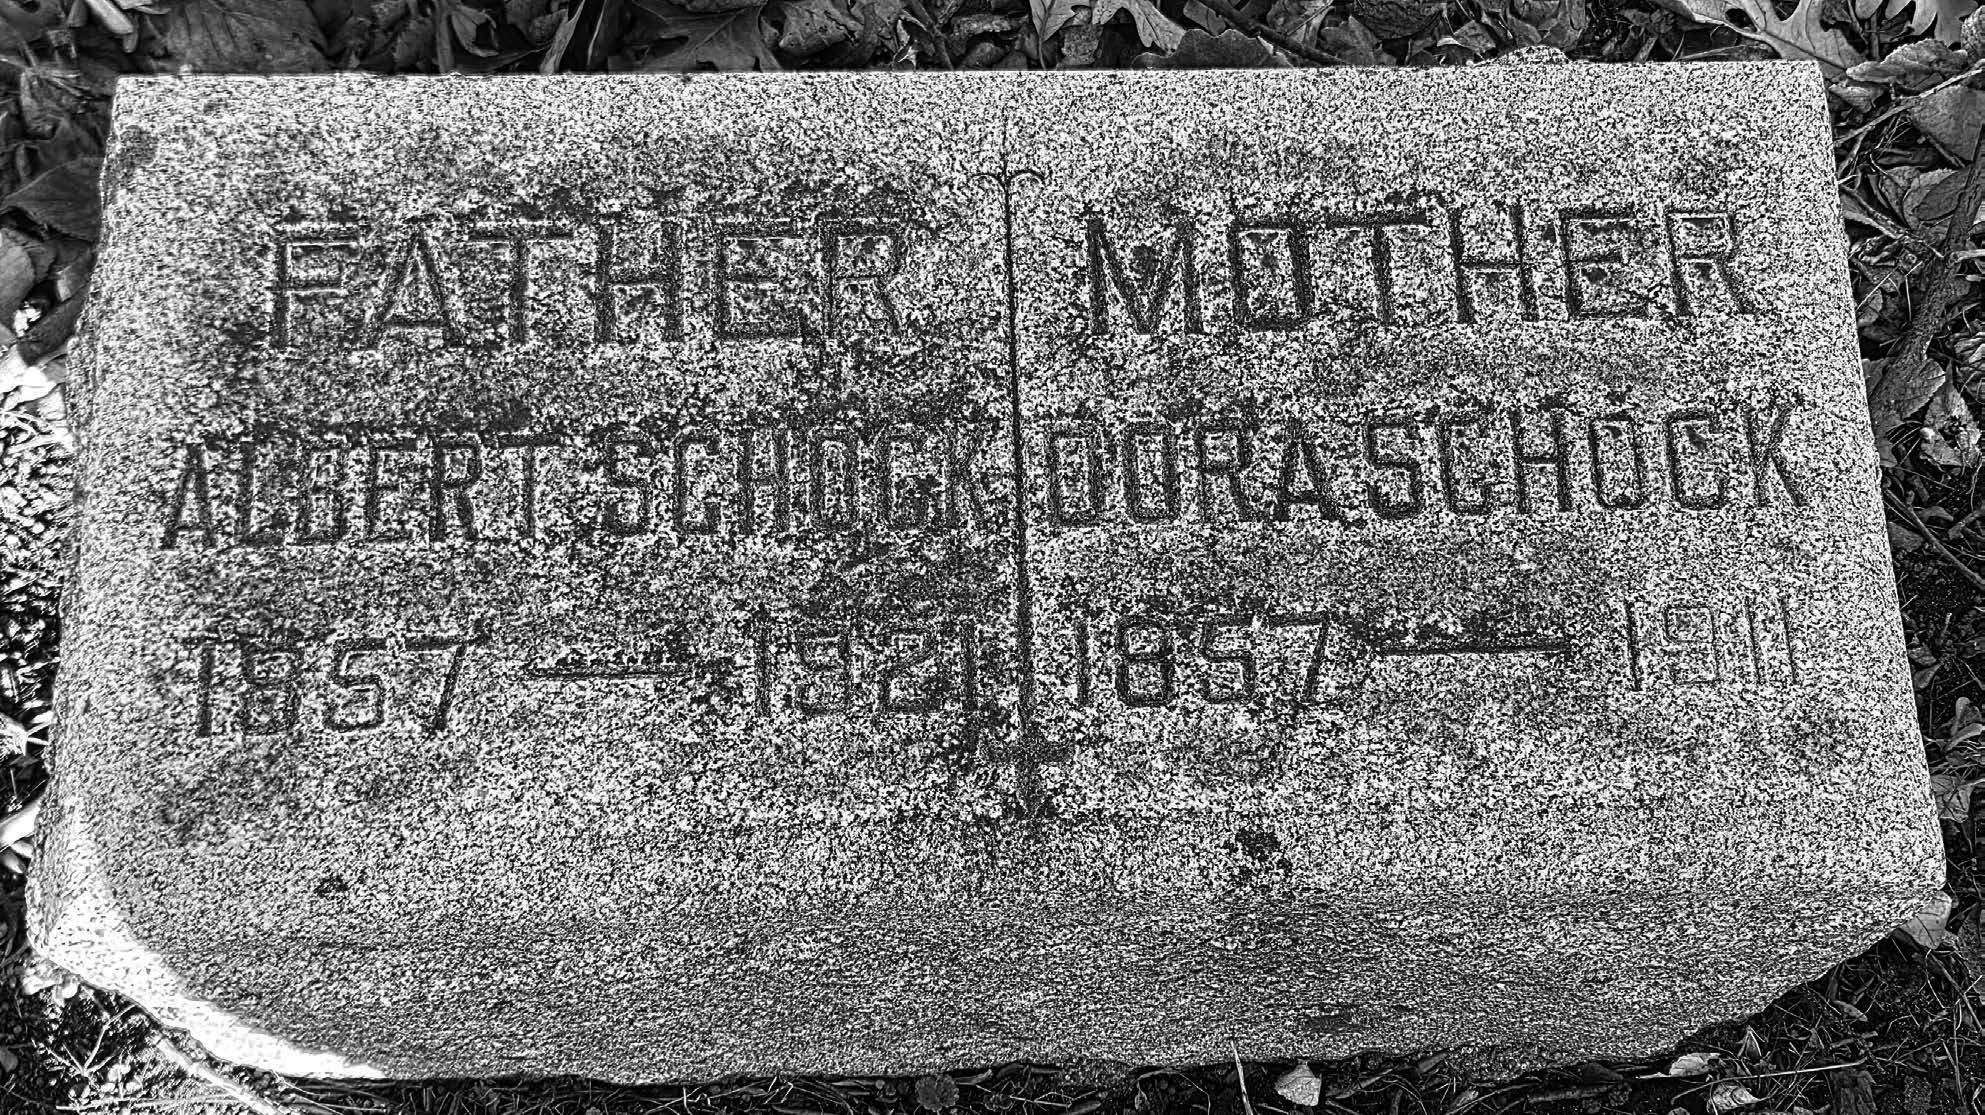 FATHER
ALBERT SCHOCK
1857 — 1921
MOTHER
DORA SCHOCK
1857 — 1911